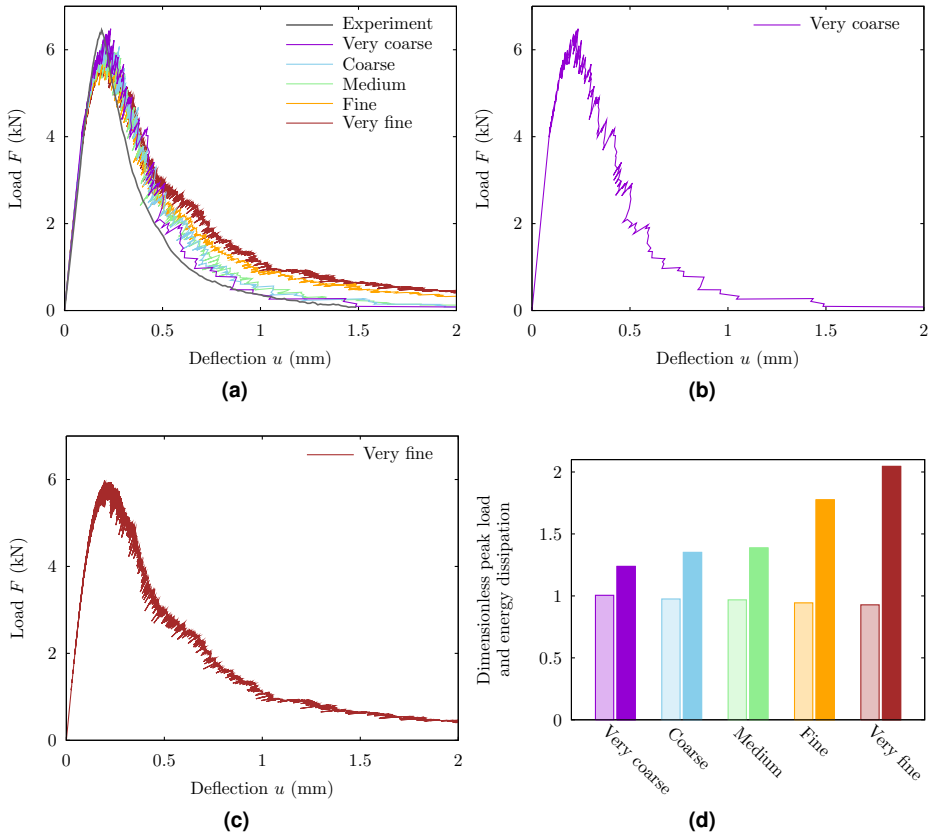 Experiment
Very coarse
Coarse
Medium
Fine
Very fine
Load F (kN)
6
4
2
0
0 0.5 1 1.5 2
Deflection u (mm)
(a)
Very coarse
Load F (kN)
6
4
2
0
0 0.5 1 1.5 2
Deflection u (mm)
(b)
Very fine
Load F (kN)
6
4
2
0
0 0.5 1 1.5 2
Deflection u (mm)
(c)
Dimensionless peak load
and energy dissipation
2
1.5
1
0.5
0
Very coarse
Coarse
Medium
Fine
Very fine
(d)